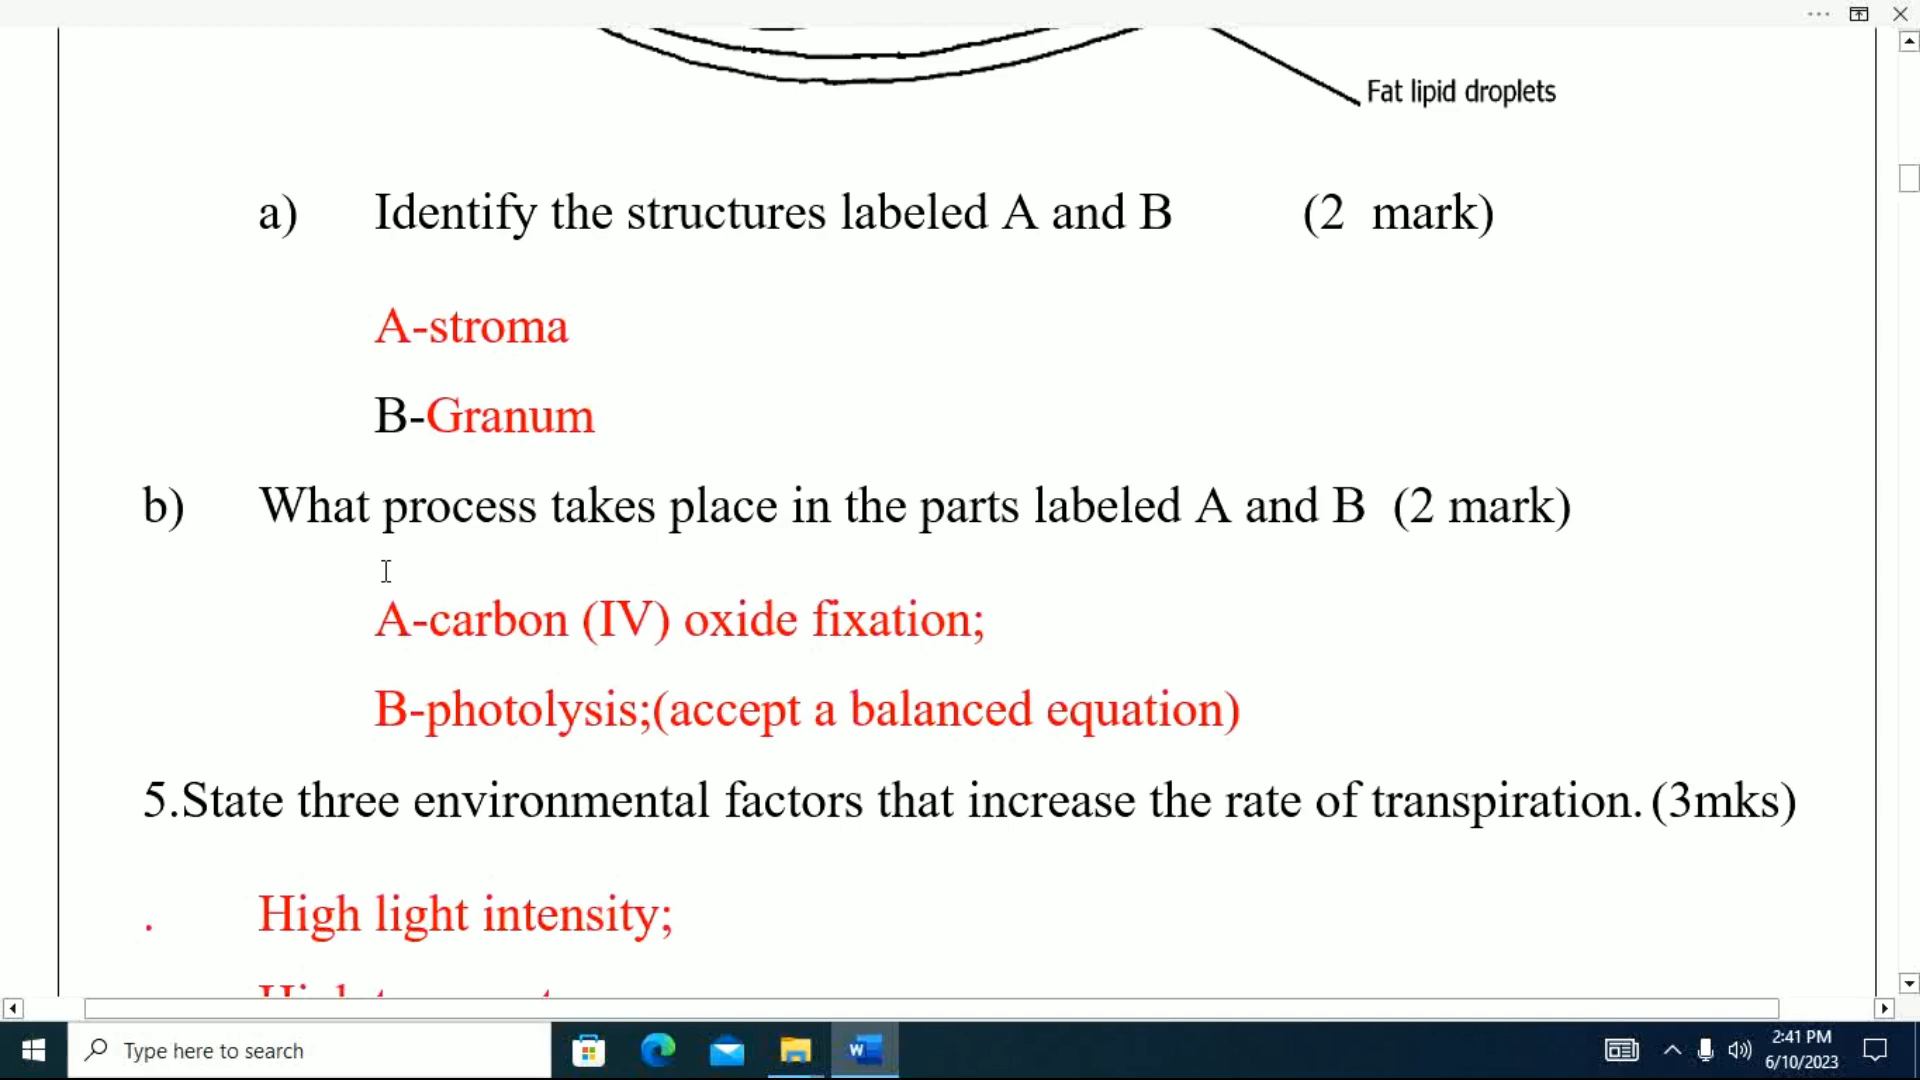 Fat lipid droplets
a) Identify the structures labeled A and B (2 mark)
A-stroma
B-Granum
b) What process takes place in the parts labeled A and B (2 mark)
A-carbon (IV) oxide fixation;
B-photolysis;(accept a balanced equation)
5.State three environmental factors that increase the rate of transpiration. (3mks)
. High light intensity;
Type here to search
W
2:41 PM
6/10/2023